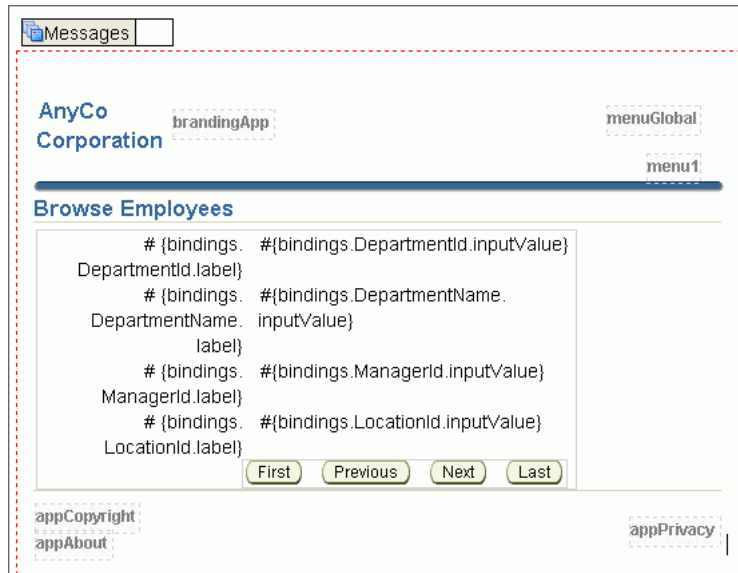 Messages
AnyCo
Corporation
brandingApp
menuGlobal
menu1
Browse Employees
# {bindings. #{bindings.DepartmentId.inputValue}
DepartmentId.label}
# {bindings. #{bindings.DepartmentName.
DepartmentName. inputValue}
label}
# {bindings. #{bindings.ManagerId.inputValue}
ManagerId.label}
# {bindings. #{bindings.LocationId.inputValue}
LocationId.label}
First Previous Next Last
appCopyright
appAbout
appPrivacy